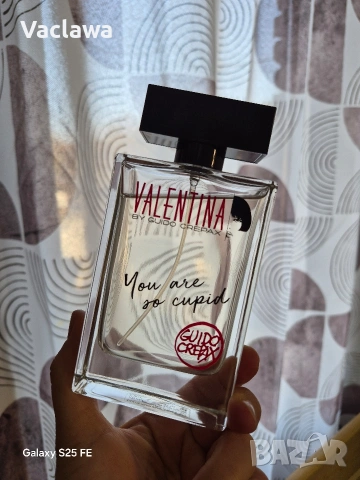 Vaclawa
VALENTINA
BY GUIDO CREPAX
You are
so cupid
GUIDO
CREPAX
Galaxy S25 FE
BAZAR